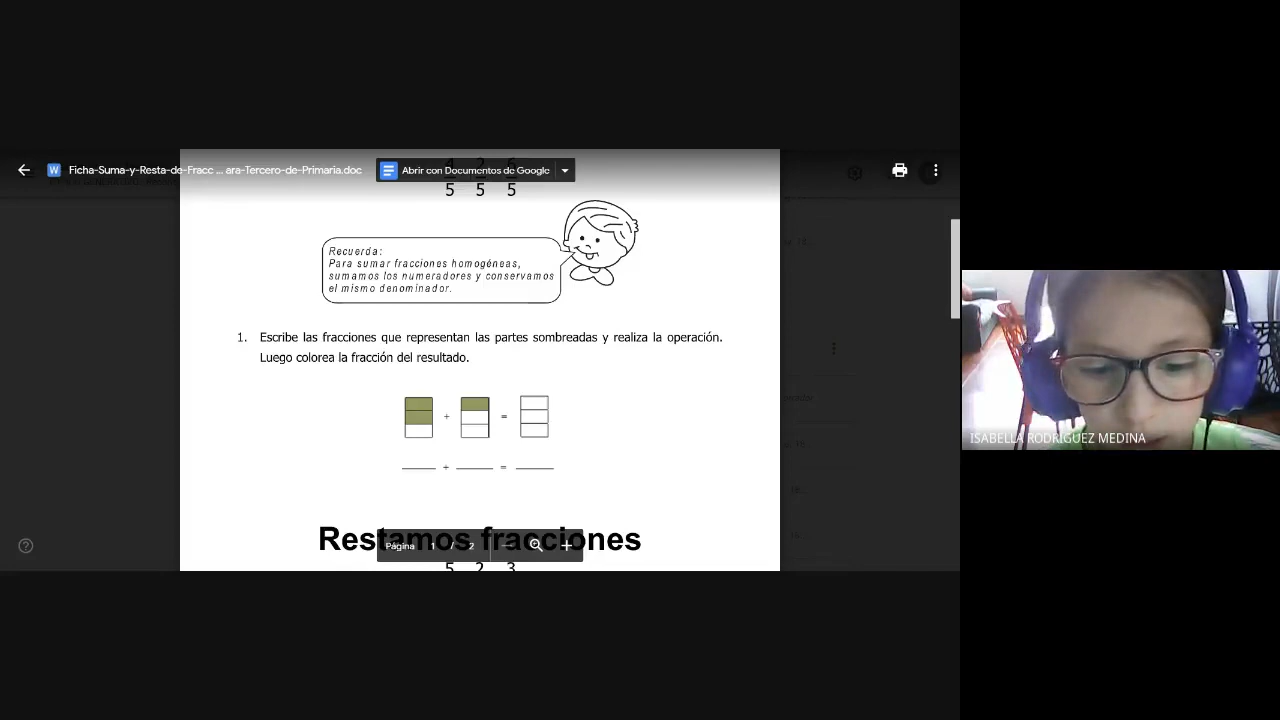 Ficha-Suma-y-Resta-de-Fracc ... ara-Tercero-de-Primaria.doc
Abrir con Documentos de Google
5 5 5
Recuerda:
Para sumar fracciones homogéneas,
sumamos los numeradores y conservamos
el mismo denominador.
1. Escribe las fracciones que representan las partes sombreadas y realiza la operación.
Luego colorea la fracción del resultado.
+ =
+ =
Restamos fracciones
Página 1 / 2
5 2 3
ISABELLA RODRIGUEZ MEDINA